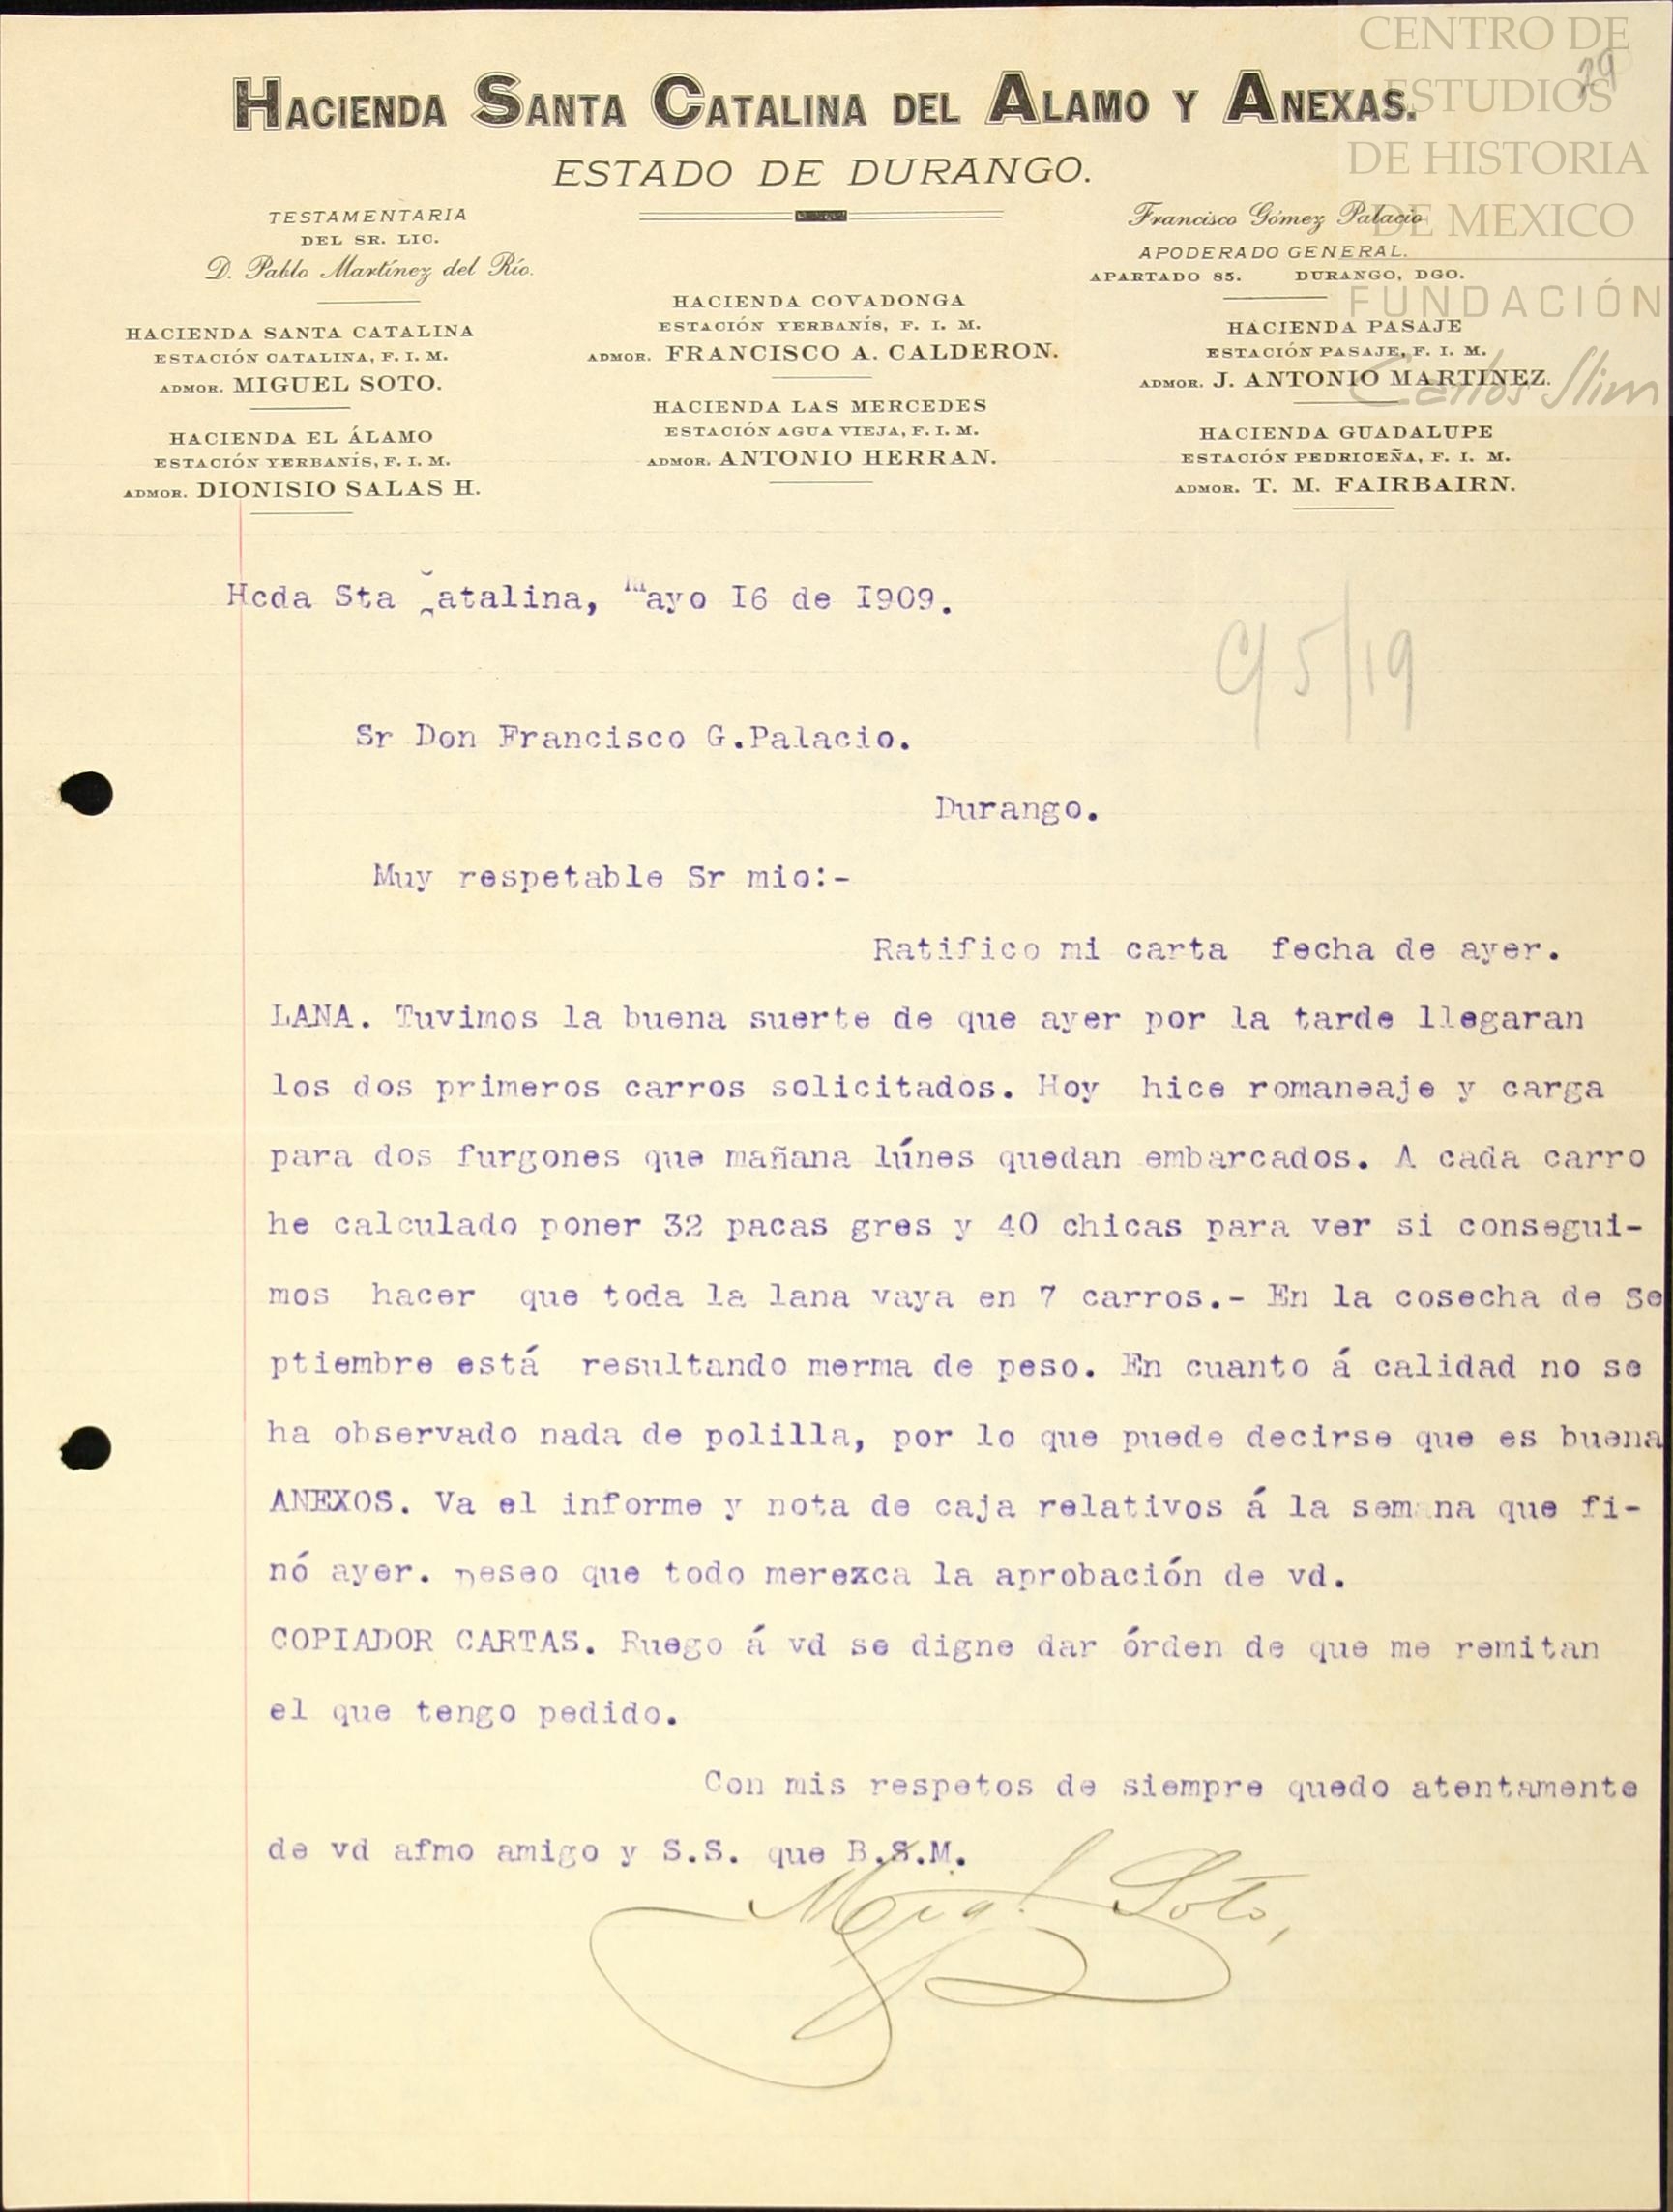 CENTRO DE
ESTUDIOS
DE HISTORIA
DE MEXICO
FUNDACIÓN
Carlos Slim
29
HACIENDA SANTA CATALINA DEL ALAMO Y ANEXAS.
ESTADO DE DURANGO.
TESTAMENTARIA
DEL SR. LIC.
D. Pablo Martínez del Río.
HACIENDA SANTA CATALINA
ESTACIÓN CATALINA, F. I. M.
ADMOR. MIGUEL SOTO.
HACIENDA EL ÁLAMO
ESTACIÓN YERBANÍS, F. I. M.
ADMOR. DIONISIO SALAS H.
HACIENDA COVADONGA
ESTACIÓN YERBANÍS, F. I. M.
ADMOR. FRANCISCO A. CALDERON.
HACIENDA LAS MERCEDES
ESTACIÓN AGUA VIEJA, F. I. M.
ADMOR. ANTONIO HERRAN.
Francisco Gómez Palacio
APODERADO GENERAL.
APARTADO 85. DURANGO, DGO.
HACIENDA PASAJE
ESTACIÓN PASAJE, F. I. M.
ADMOR. J. ANTONIO MARTINEZ.
HACIENDA GUADALUPE
ESTACIÓN PEDRICEÑA, F. I. M.
ADMOR. T. M. FAIRBAIRN.
Hcda Sta Catalina, mayo I6 de I909.
C/ 5/19
Sr Don Francisco G.Palacio.
Durango.
Muy respetable Sr mio:-
Ratifico mi carta fecha de ayer.
LANA. Tuvimos la buena suerte de que ayer por la tarde llegaran
los dos primeros carros solicitados. Hoy hice romaneaje y carga
para dos furgones que mañana lúnes quedan embarcados. A cada carro
he calculado poner 32 pacas gres y 40 chicas para ver si consegui-
mos hacer que toda la lana vaya en 7 carros.- En la cosecha de Se
ptiembre está resultando merma de peso. En cuanto á calidad no se
ha observado nada de polilla, por lo que puede decirse que es buena
ANEXOS. Va el informe y nota de caja relativos á la semana que fi-
nó ayer. Deseo que todo merezca la aprobación de vd.
COPIADOR CARTAS. Ruego á vd se digne dar órden de que me remitan
el que tengo pedido.
Con mis respetos de siempre quedo atentamente
de vd afmo amigo y S.S. que B.S.M.
Migl. Soto,